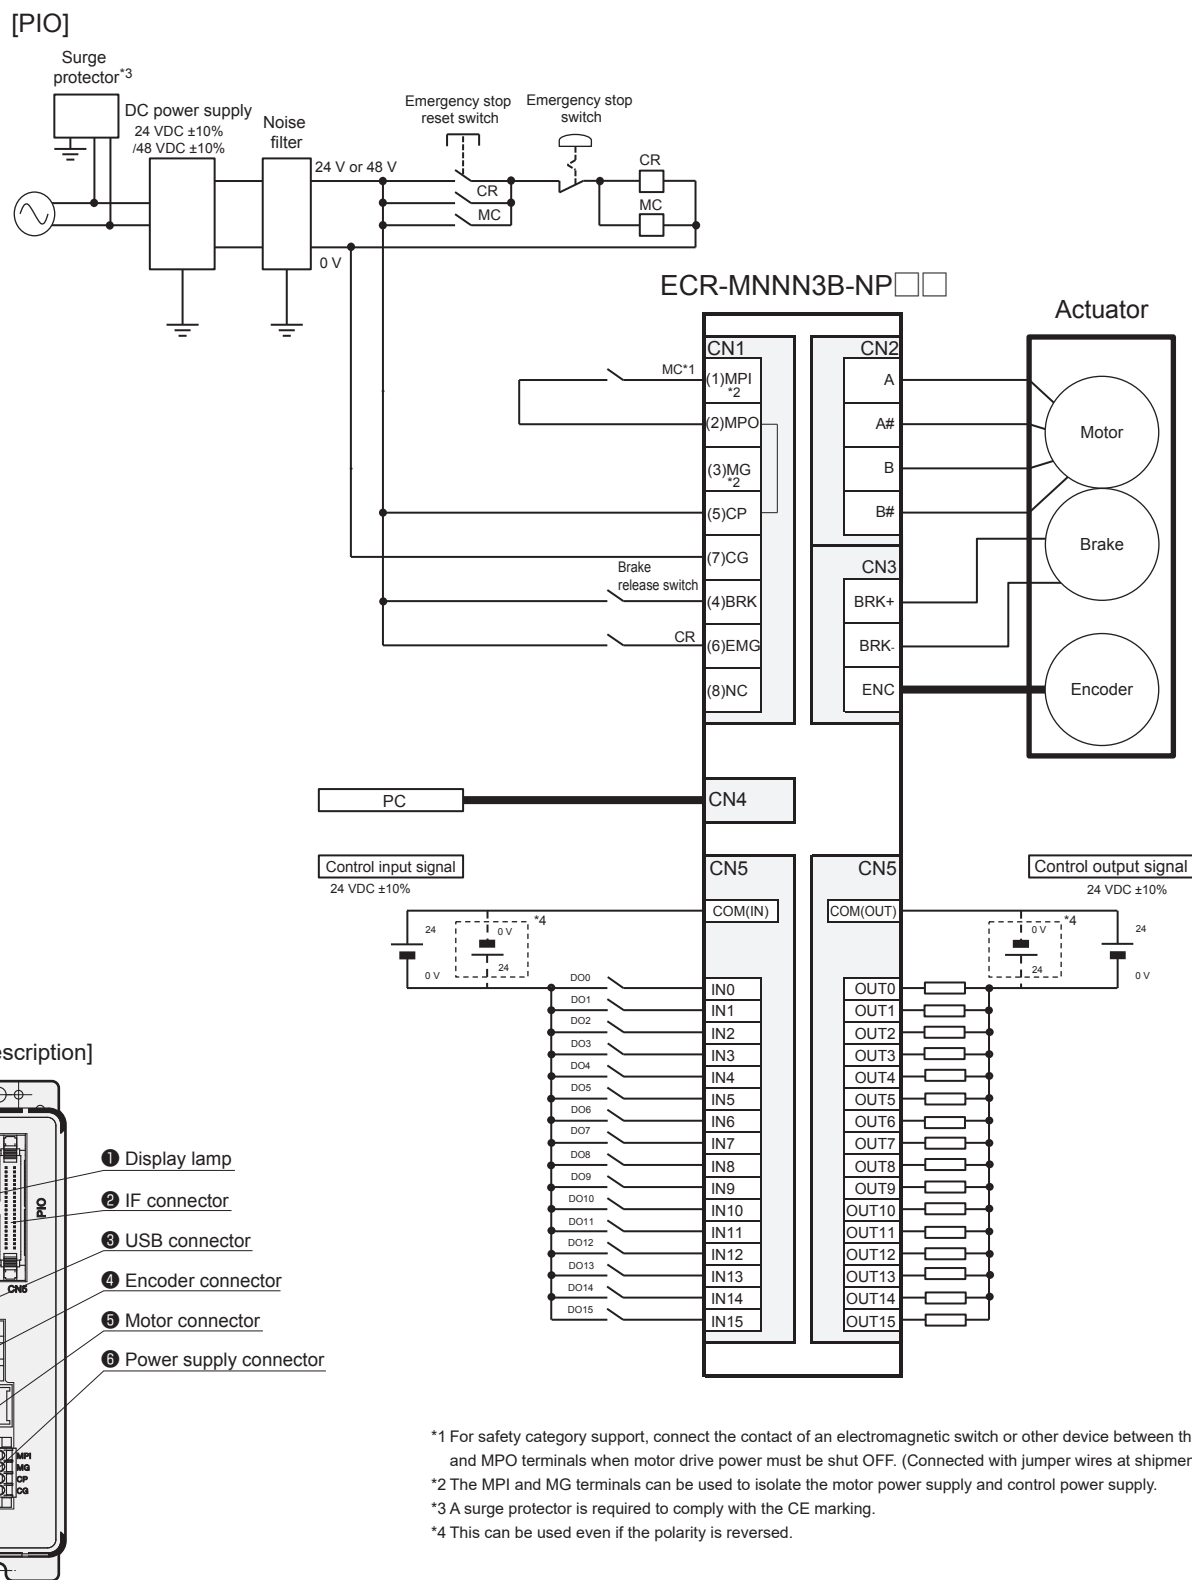 [PIO]
Surge
protector*3
DC power supply
24 VDC ±10%
/48 VDC ±10%
Noise
filter
24 V or 48 V
0 V
Emergency stop
reset switch
Emergency stop
switch
CR
MC
CR
MC
ECR-MNNN3B-NP□□
Actuator
CN1
MC*1
(1)MPI
*2
(2)MPO
(3)MG
*2
(5)CP
(7)CG
Brake
release switch
(4)BRK
CR
(6)EMG
(8)NC
CN2
A
A#
B
B#
CN3
BRK+
BRK-
ENC
Motor
Brake
Encoder
PC
CN4
Control input signal
24 VDC ±10%
CN5
COM(IN)
24
0 V
0 V
24
*4
DO0
IN0
DO1
IN1
DO2
IN2
DO3
IN3
DO4
IN4
DO5
IN5
DO6
IN6
DO7
IN7
DO8
IN8
DO9
IN9
DO10
IN10
DO11
IN11
DO12
IN12
DO13
IN13
DO14
IN14
DO15
IN15
CN5
COM(OUT)
Control output signal
24 VDC ±10%
0 V
24
*4
24
0 V
OUT0
OUT1
OUT2
OUT3
OUT4
OUT5
OUT6
OUT7
OUT8
OUT9
OUT10
OUT11
OUT12
OUT13
OUT14
OUT15
escription]
PIO
CN5
❶ Display lamp
❷ IF connector
❸ USB connector
❹ Encoder connector
❺ Motor connector
❻ Power supply connector
MPI
MG
CP
CG
*1 For safety category support, connect the contact of an electromagnetic switch or other device between th
and MPO terminals when motor drive power must be shut OFF. (Connected with jumper wires at shipmer
*2 The MPI and MG terminals can be used to isolate the motor power supply and control power supply.
*3 A surge protector is required to comply with the CE marking.
*4 This can be used even if the polarity is reversed.